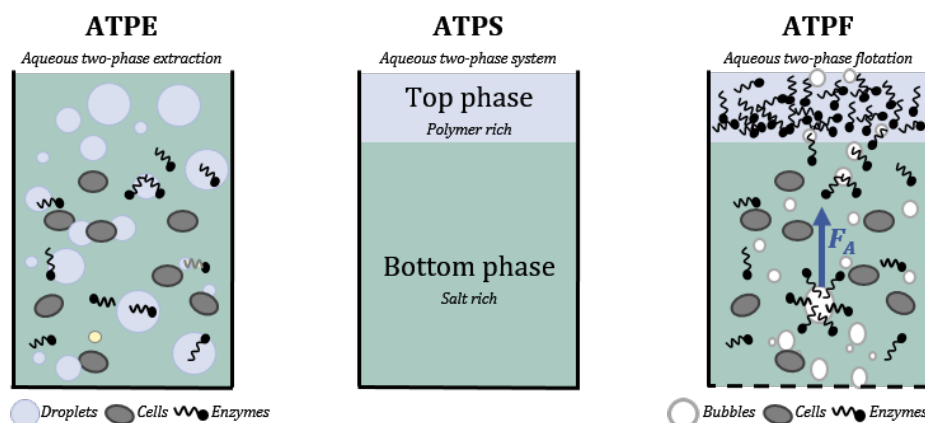 ATPE
Aqueous two-phase extraction
Droplets
Cells
Enzymes
ATPS
Aqueous two-phase system
Top phase
Polymer rich
Bottom phase
Salt rich
ATPF
Aqueous two-phase flotation
F_A
Bubbles
Cells
Enzymes